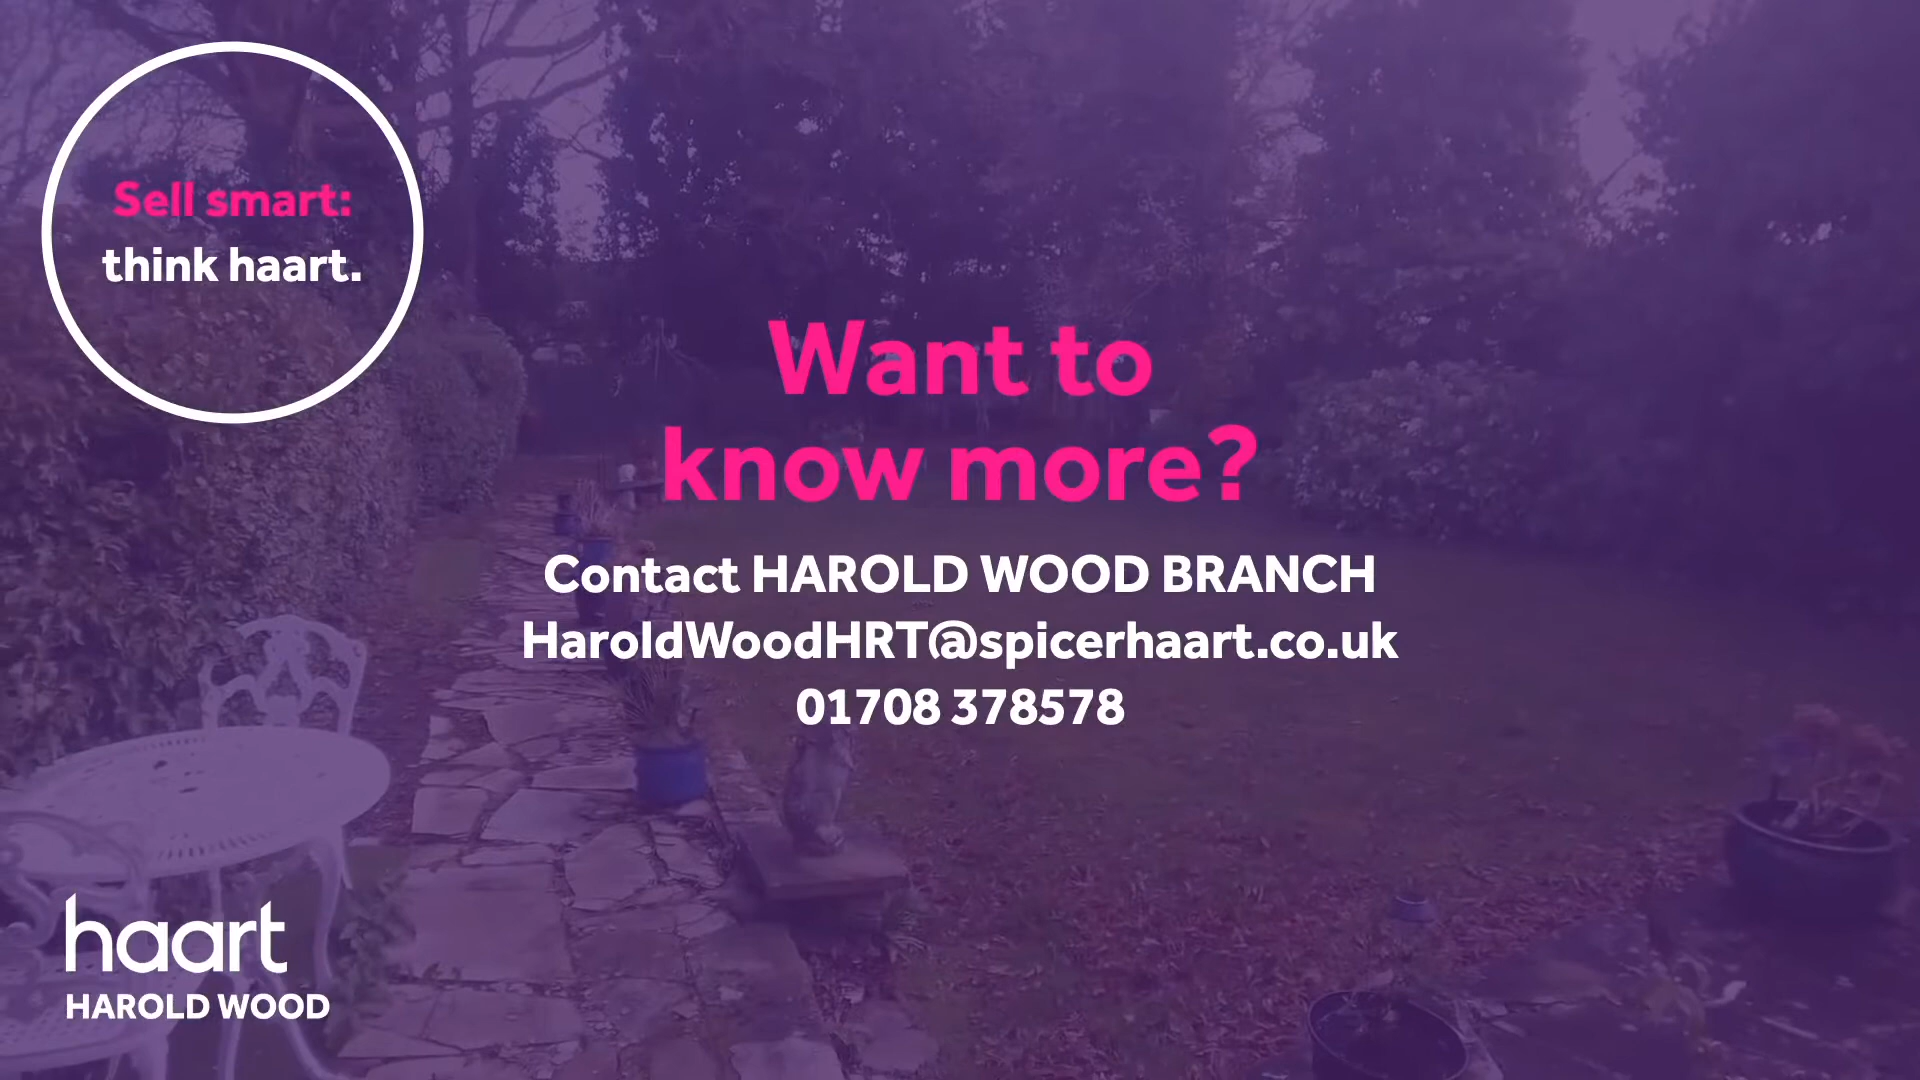 Sell smart:
think haart.
Want to
know more?
Contact HAROLD WOOD BRANCH
HaroldWoodHRT@spicerhaart.co.uk
01708 378578
haart
HAROLD WOOD